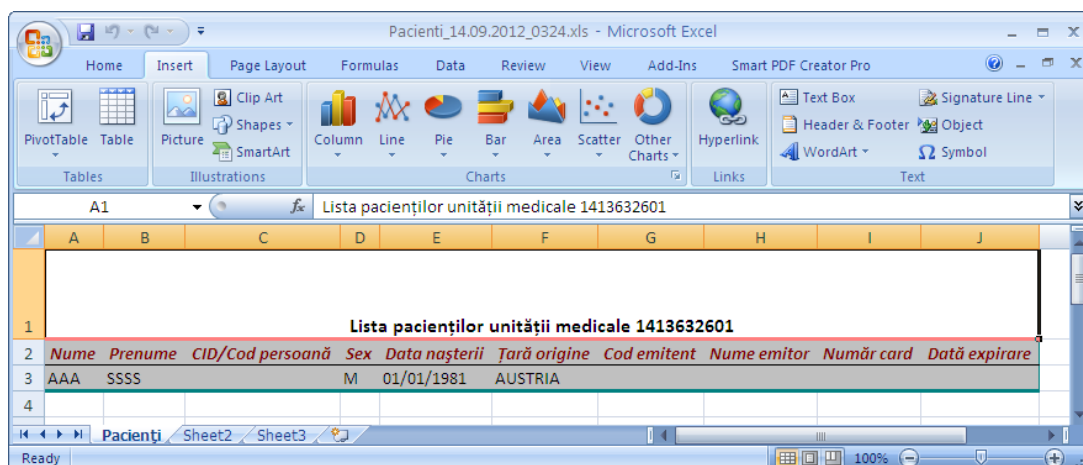 Pacienti_14.09.2012_0324.xls - Microsoft Excel
Home Insert Page Layout Formulas Data Review View Add-Ins Smart PDF Creator Pro
PivotTable Table Picture Clip Art Shapes SmartArt Column Line Pie Bar Area Scatter Other Charts Hyperlink Text Box Header & Footer WordArt Signature Line Object Symbol
Tables Illustrations Charts Links Text
A1 fx Lista pacienților unității medicale 1413632601
A B C D E F G H I J
1 Lista pacienților unității medicale 1413632601
2 Nume Prenume CID/Cod persoană Sex Data nașterii Țară origine Cod emitent Nume emitor Număr card Dată expirare
3 AAA SSSS M 01/01/1981 AUSTRIA
4
Pacienți Sheet2 Sheet3
Ready 100%